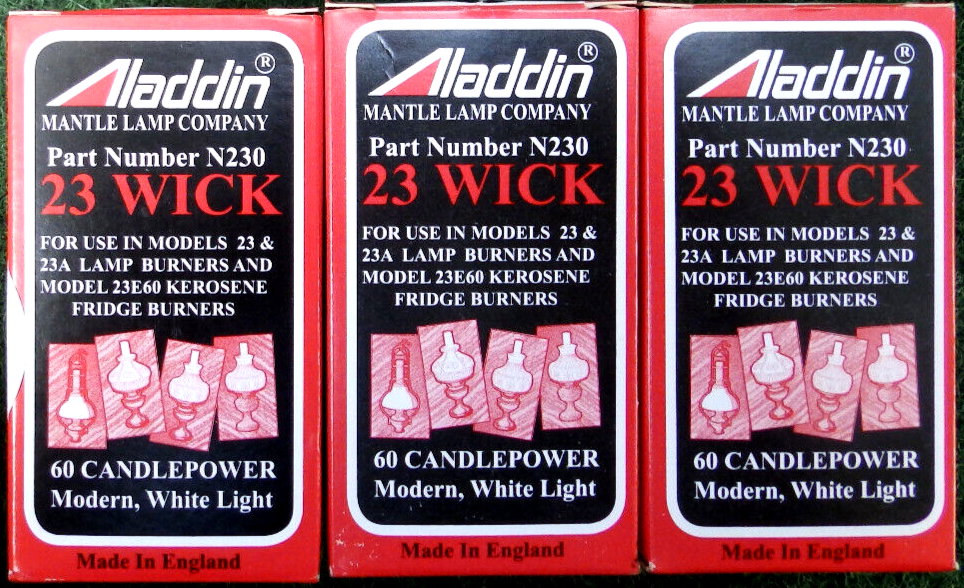 Aladdin®
MANTLE LAMP COMPANY
Part Number N230
23 WICK
FOR USE IN MODELS 23 &
23A LAMP BURNERS AND
MODEL 23E60 KEROSENE
FRIDGE BURNERS
60 CANDLEPOWER
Modern, White Light
Made In England
Aladdin®
MANTLE LAMP COMPANY
Part Number N230
23 WICK
FOR USE IN MODELS 23 &
23A LAMP BURNERS AND
MODEL 23E60 KEROSENE
FRIDGE BURNERS
60 CANDLEPOWER
Modern, White Light
Made In England
Aladdin®
MANTLE LAMP COMPANY
Part Number N230
23 WICK
FOR USE IN MODELS 23 &
23A LAMP BURNERS AND
MODEL 23E60 KEROSENE
FRIDGE BURNERS
60 CANDLEPOWER
Modern, White Light
Made In England